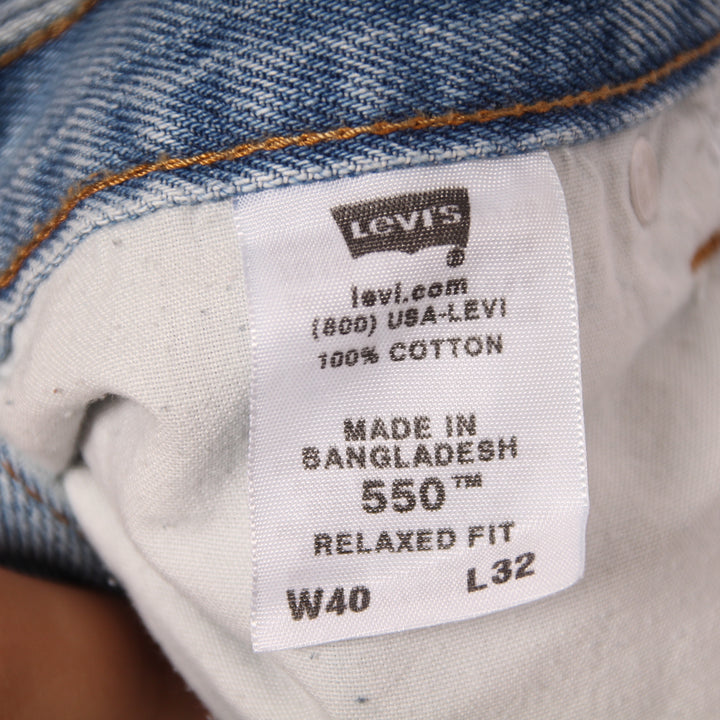 LEVI'S
®
levi.com
(800) USA-LEVI
100% COTTON
MADE IN
BANGLADESH
550™
RELAXED FIT
W40 L32